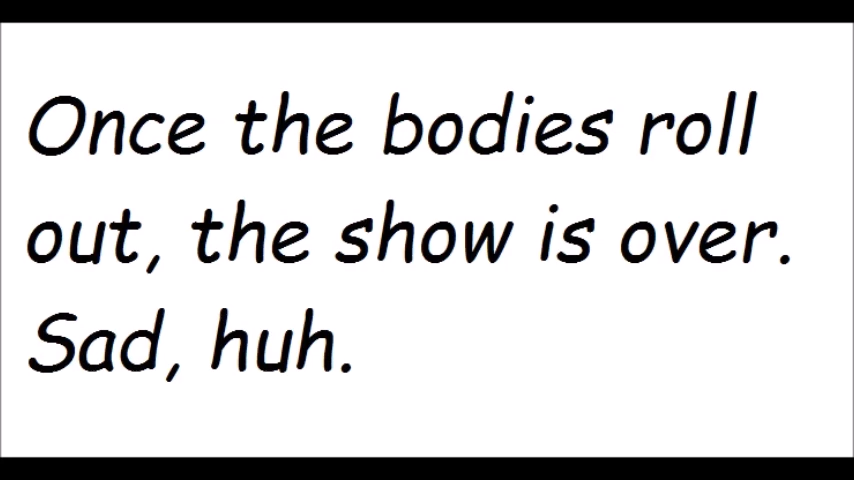 Once the bodies roll
out, the show is over.
Sad, huh.